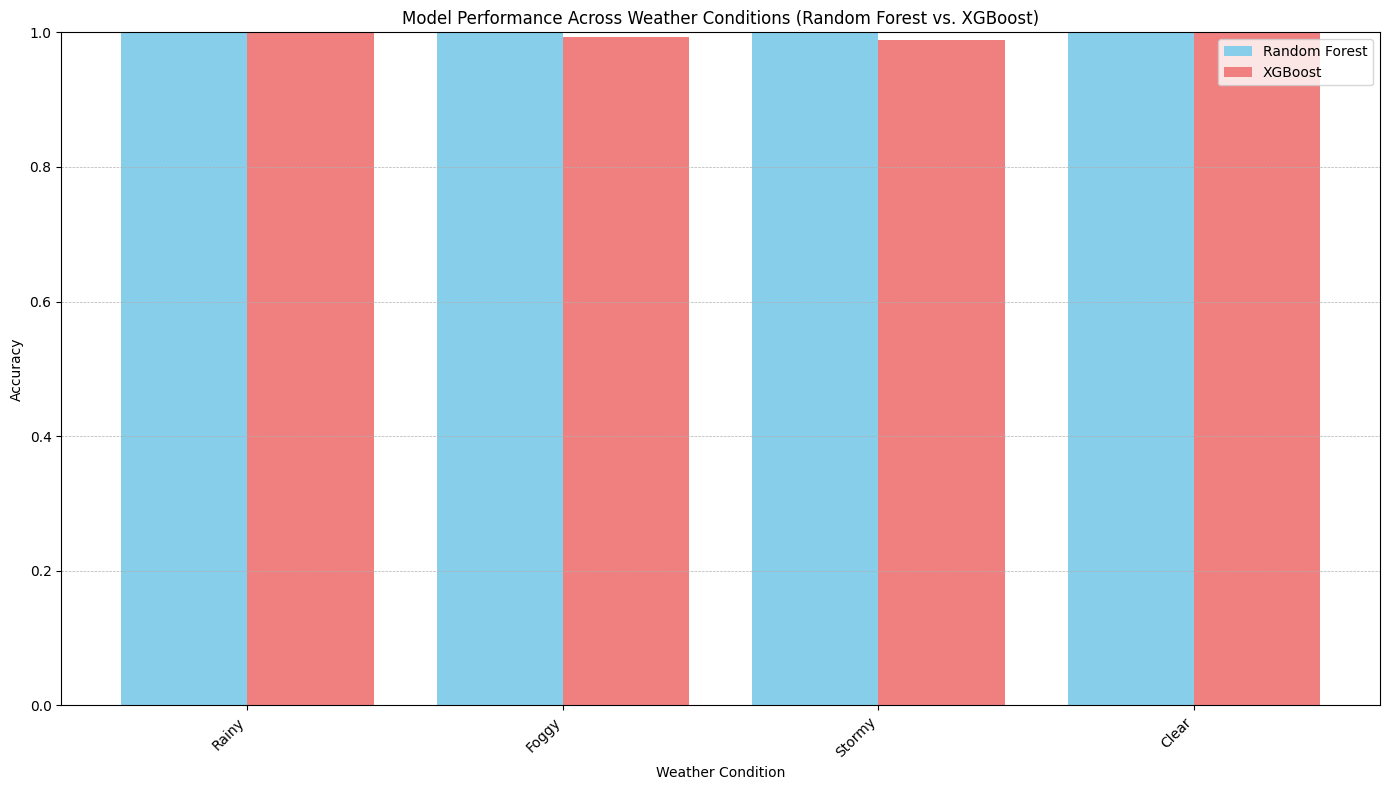 Model Performance Across Weather Conditions (Random Forest vs. XGBoost)
Random Forest
XGBoost
1.0
0.8
0.6
0.4
0.2
0.0
Accuracy
Rainy
Foggy
Stormy
Clear
Weather Condition